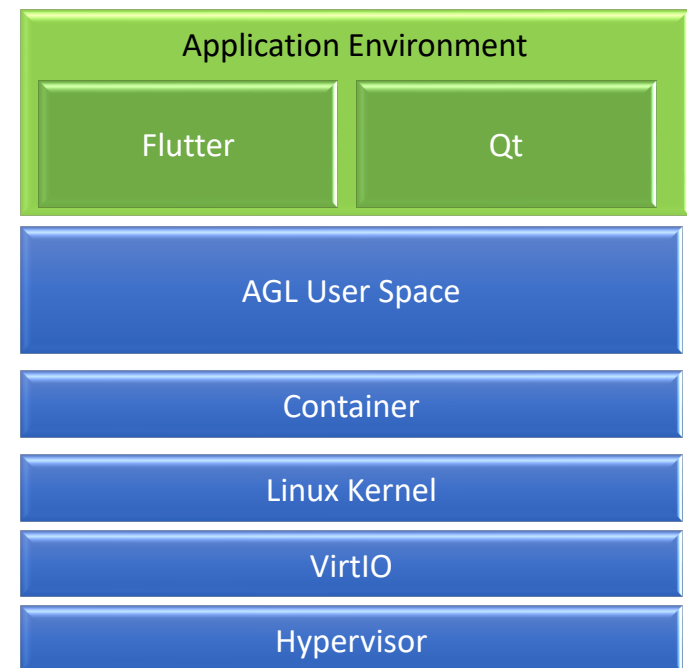 Application Environment
Flutter
Qt
AGL User Space
Container
Linux Kernel
VirtIO
Hypervisor